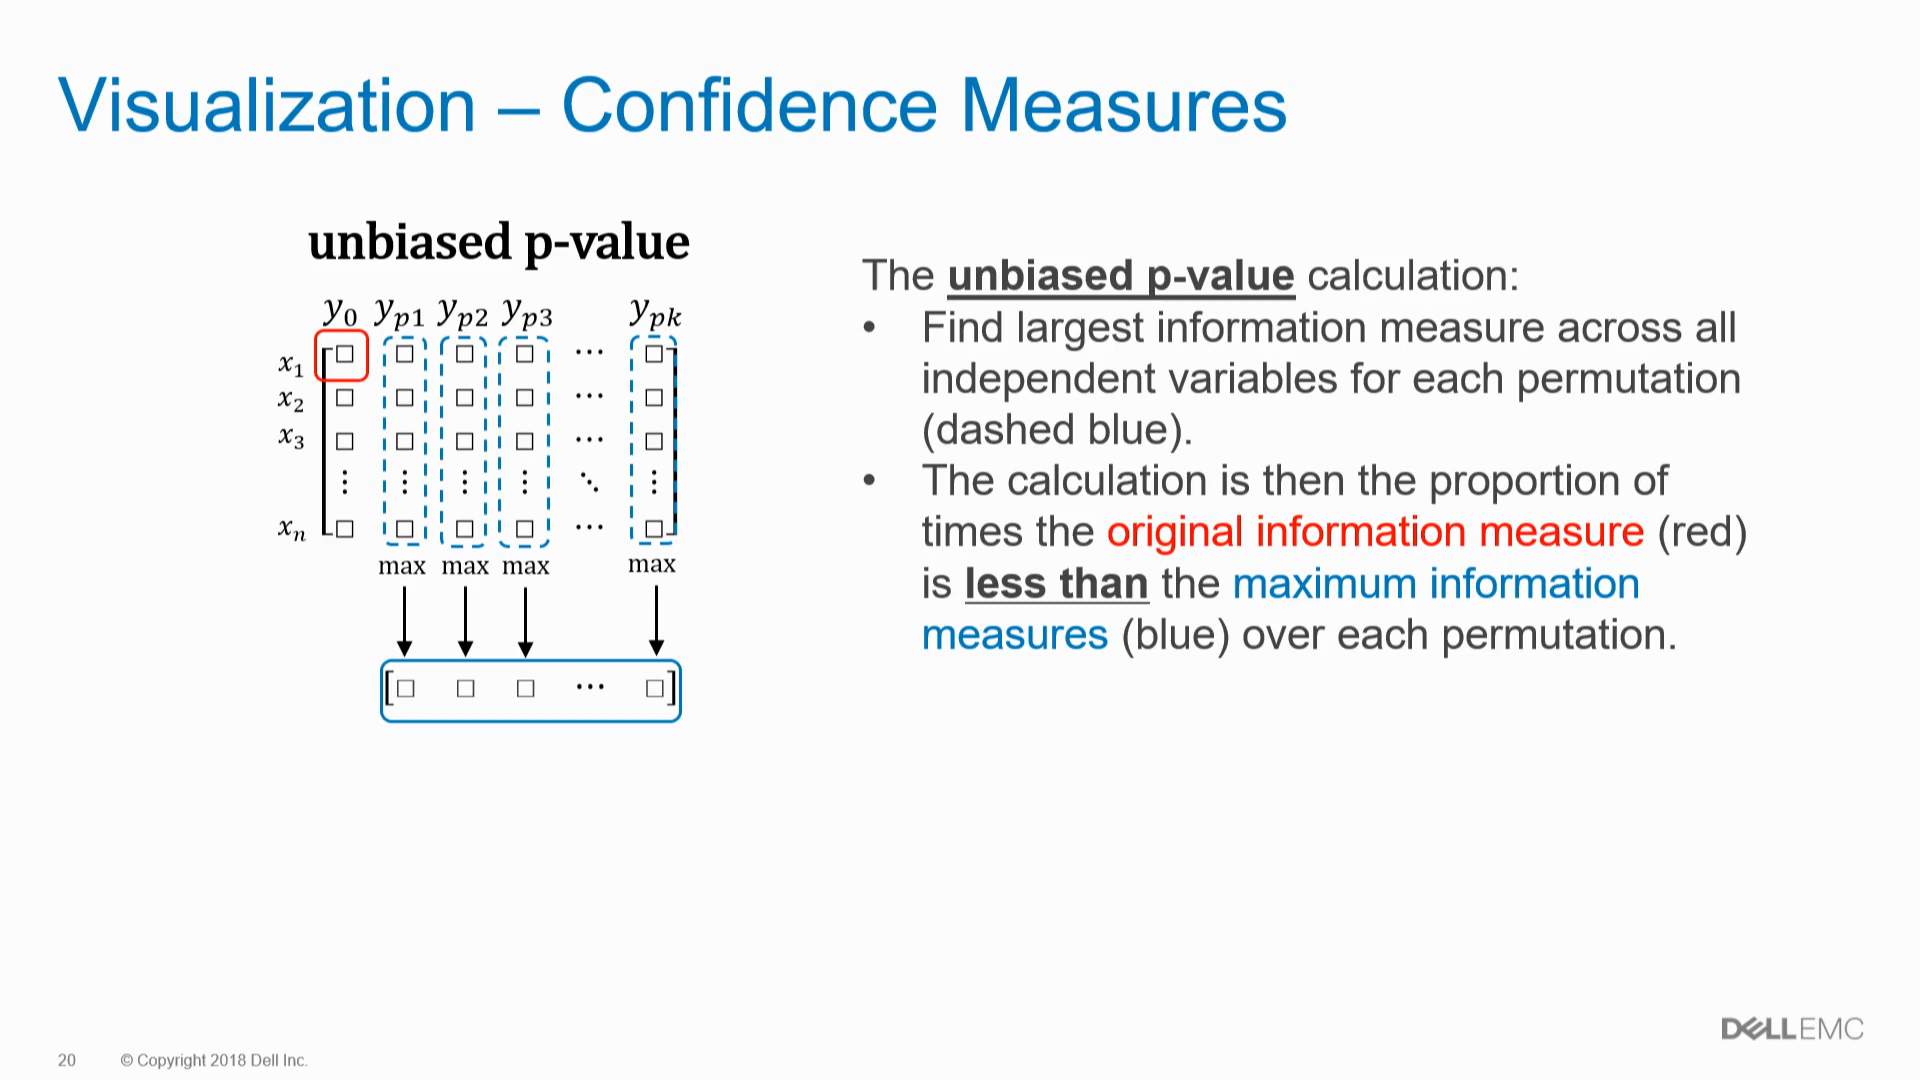 Visualization – Confidence Measures
unbiased p-value
y0 yp1 yp2 yp3 ypk
x1 □ □ □ □ ⋯ □
x2 □ □ □ □ ⋯ □
x3 □ □ □ □ ⋯ □
⋮ ⋮ ⋮ ⋮ ⋱ ⋮
xn □ □ □ □ ⋯ □
max max max max
[□ □ □ ⋯ □]
The unbiased p-value calculation:
• Find largest information measure across all
independent variables for each permutation
(dashed blue).
• The calculation is then the proportion of
times the original information measure (red)
is less than the maximum information
measures (blue) over each permutation.
DELLEMC
20 © Copyright 2018 Dell Inc.